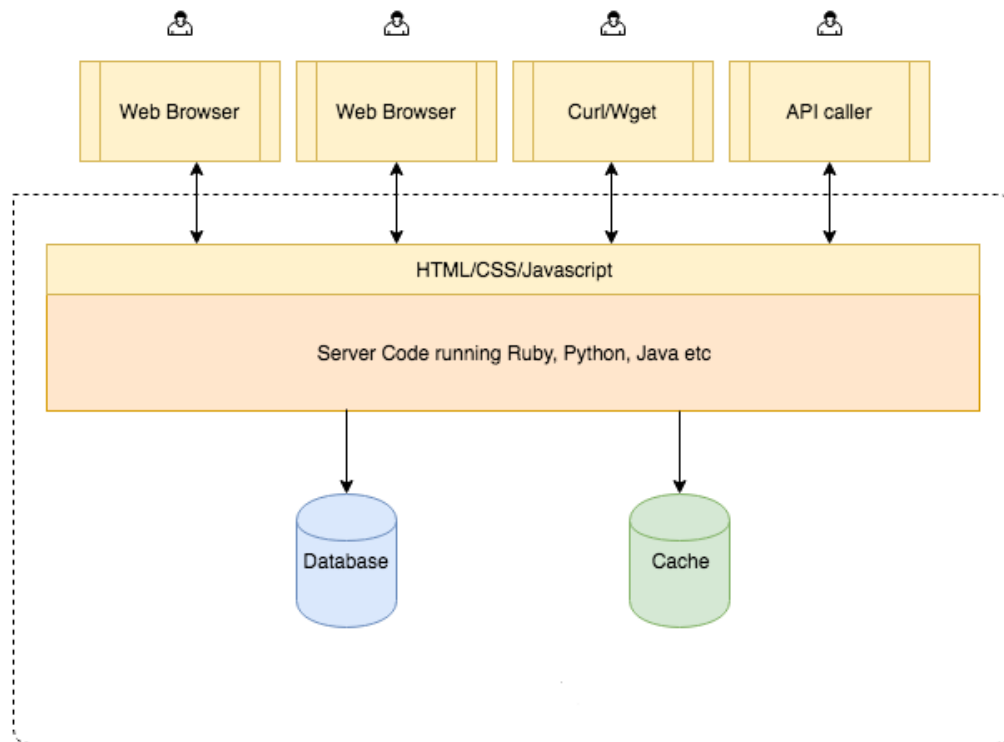 Web Browser
Web Browser
Curl/Wget
API caller
HTML/CSS/Javascript
Server Code running Ruby, Python, Java etc
Database
Cache